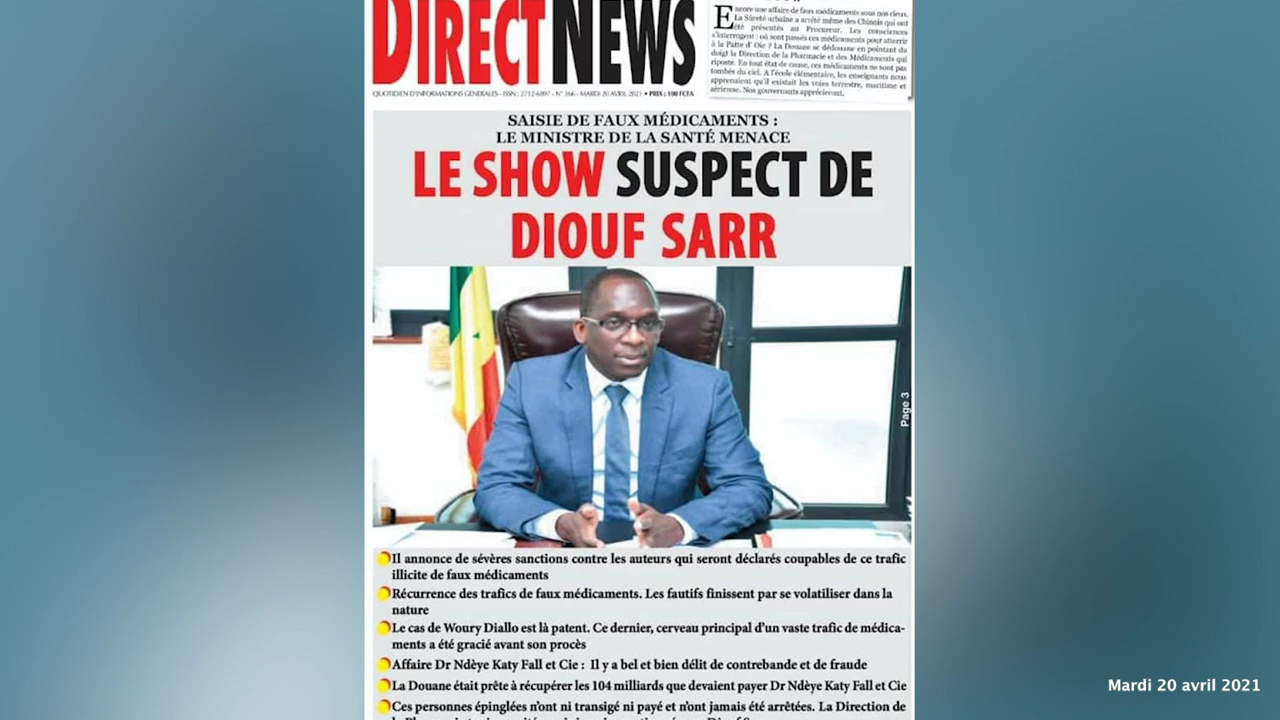 DIRECT NEWS
QUOTIDIEN D'INFORMATIONS GENERALES - ISSN : 2712-6897 - N° 366 - MARDI 20 AVRIL 2021 • PRIX : 100 FCFA
Encore une affaire de faux médicaments sous nos cieux.
La Sûreté urbaine a arrêté même des Chinois qui ont
été présentés au Procureur. Les consciences
s'interrogent : où sont passés ces médicaments pour atterrir
à la Patte d' Oie ? La Douane se dédouane en pointant du
doigt la Direction de la Pharmacie et des Médicaments qui
riposte. En tout état de cause, ces médicaments ne sont pas
tombés du ciel. A l'école élémentaire, les enseignants nous
apprenaient qu'il existait les voies terrestre, maritime et
aérienne. Nos gouvernants apprécieront.
SAISIE DE FAUX MÉDICAMENTS :
LE MINISTRE DE LA SANTÉ MENACE
LE SHOW SUSPECT DE
DIOUF SARR
Page 3
Il annonce de sévères sanctions contre les auteurs qui seront déclarés coupables de ce trafic
illicite de faux médicaments
Récurrence des trafics de faux médicaments. Les fautifs finissent par se volatiliser dans la
nature
Le cas de Woury Diallo est là patent. Ce dernier, cerveau principal d'un vaste trafic de médica-
ments a été gracié avant son procès
Affaire Dr Ndèye Katy Fall et Cie : Il y a bel et bien délit de contrebande et de fraude
La Douane était prête à récupérer les 104 milliards que devaient payer Dr Ndèye Katy Fall et Cie
Ces personnes épinglées n'ont ni transigé ni payé et n'ont jamais été arrêtées. La Direction de
Mardi 20 avril 2021